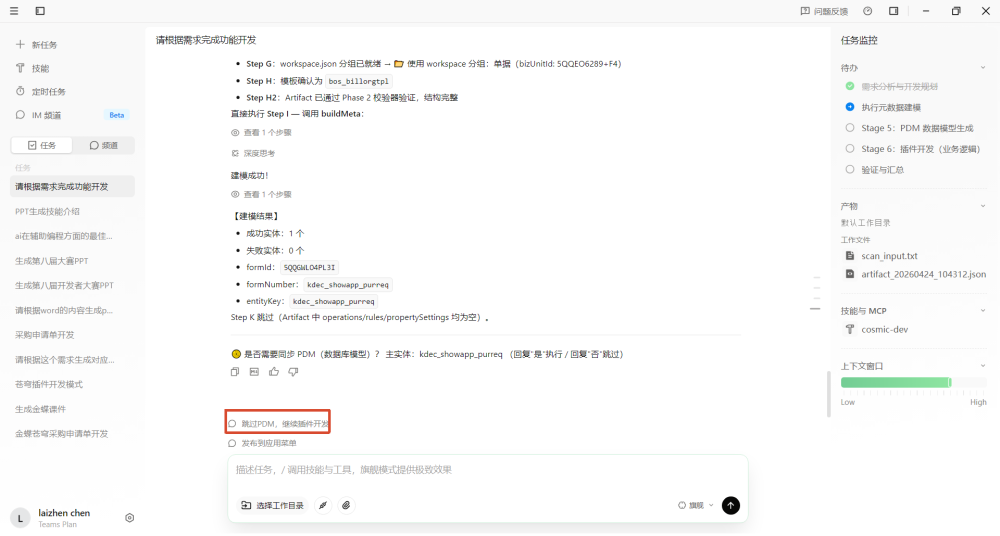 问题反馈
新任务
技能
定时任务
IM 频道 Beta
任务 频道
任务
请根据需求完成功能开发
PPT生成技能介绍
ai在辅助编程方面的最佳...
生成第八届大赛PPT
生成第八届开发者大赛PPT
请根据word的内容生成p...
采购申请单开发
请根据这个需求生成对应...
苍穹插件开发模式
生成金蝶课件
金蝶苍穹采购申请单开发
L
laizhen chen
Teams Plan
请根据需求完成功能开发
• Step G：workspace.json 分组已就绪 → 📂 使用 workspace 分组：单据（bizUnitId: 5QQEO6289+F4）
• Step H：模板确认为 bos_billorgtpl
• Step H2：Artifact 已通过 Phase 2 校验器验证，结构完整
直接执行 Step I — 调用 buildMeta：
查看 1 个步骤
深度思考
建模成功！
查看 1 个步骤
【建模结果】
• 成功实体：1 个
• 失败实体：0 个
• formId： 5QQGWLO4PL3I
• formNumber： kdec_showapp_purreq
• entityKey： kdec_showapp_purreq
Step K 跳过（Artifact 中 operations/rules/propertySettings 均为空）。
是否需要同步 PDM（数据库模型）？ 主实体：kdec_showapp_purreq （回复"是"执行 / 回复"否"跳过）
跳过PDM，继续插件开发
发布到应用菜单
描述任务，/ 调用技能与工具，旗舰模式提供极致效果
选择工作目录
旗舰
任务监控
待办
需求分析与开发规划
执行元数据建模
Stage 5：PDM 数据模型生成
Stage 6：插件开发（业务逻辑）
验证与汇总
产物
默认工作目录
工作文件
scan_input.txt
artifact_20260424_104312.json
技能与 MCP
cosmic-dev
上下文窗口
Low High